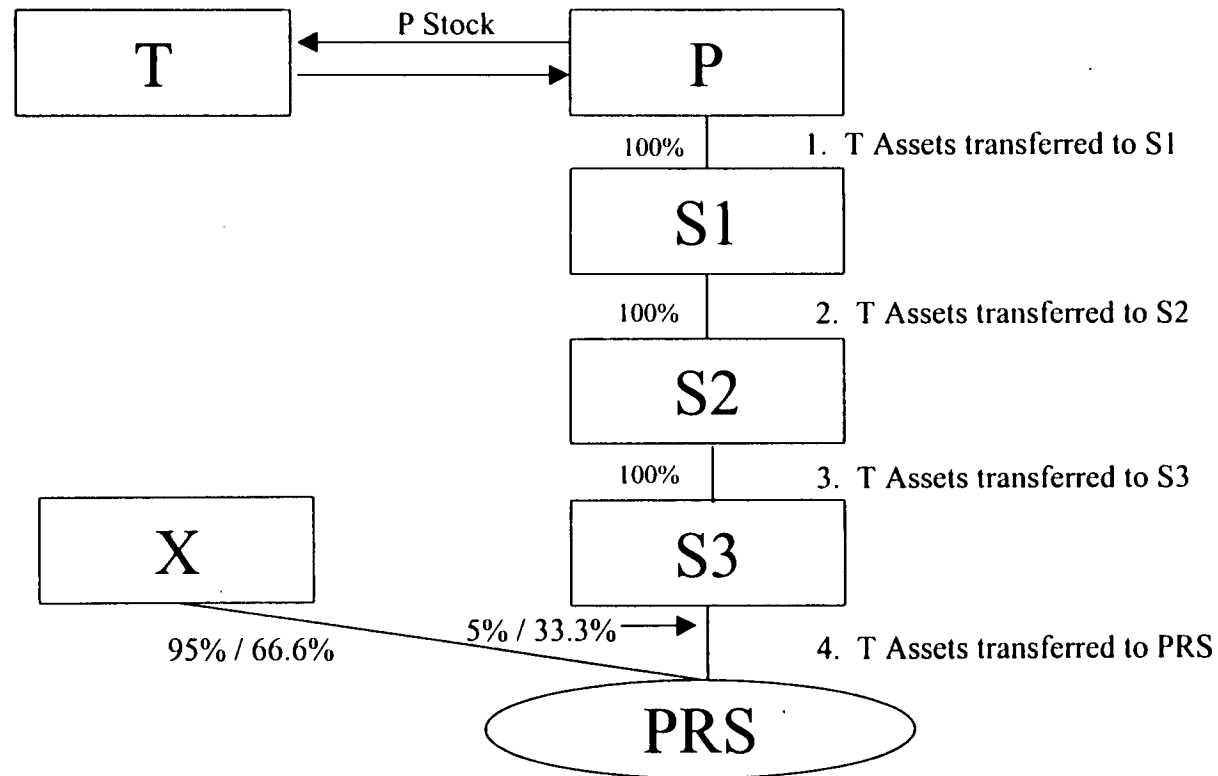 P Stock
T
P
100%
1. T Assets transferred to S1
S1
100%
2. T Assets transferred to S2
S2
100%
3. T Assets transferred to S3
X
S3
5% / 33.3%
95% / 66.6%
4. T Assets transferred to PRS
PRS